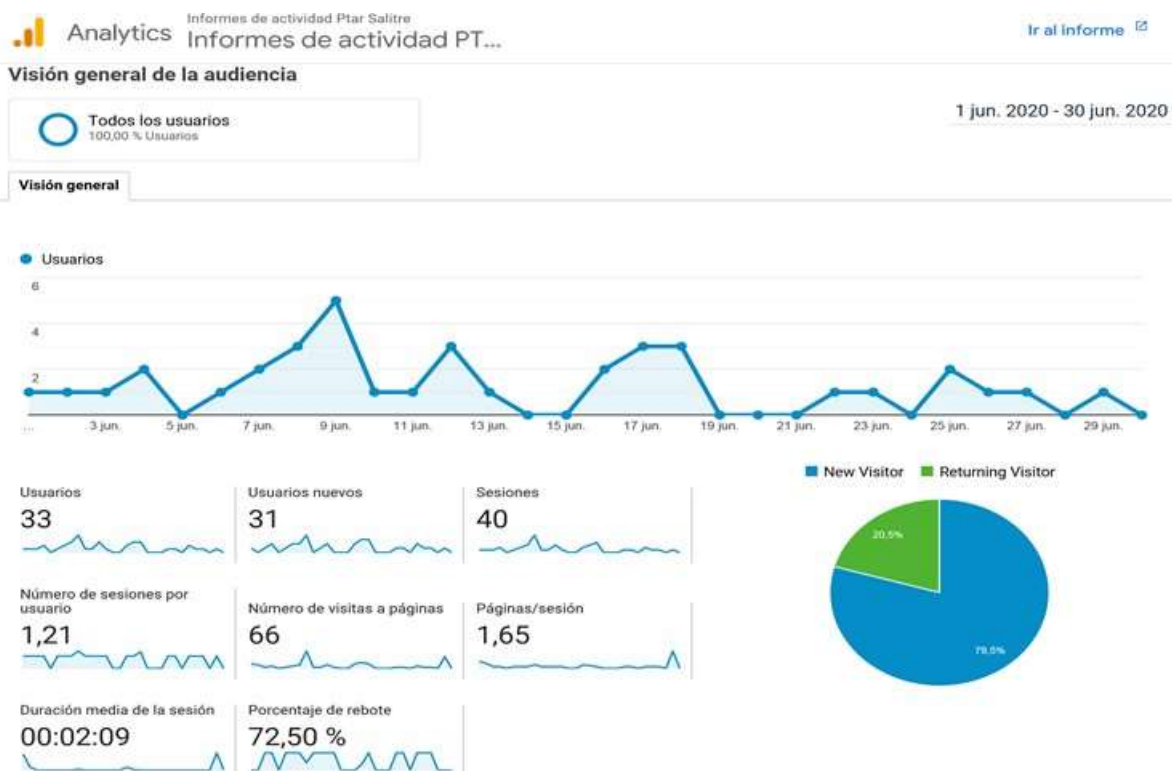 Informes de actividad Ptar Salitre
Analytics Informes de actividad PT...
Ir al informe
Visión general de la audiencia
Todos los usuarios
100,00 % Usuarios
1 jun. 2020 - 30 jun. 2020
Visión general
Usuarios
6
4
2
... 3 jun. 5 jun. 7 jun. 9 jun. 11 jun. 13 jun. 15 jun. 17 jun. 19 jun. 21 jun. 23 jun. 25 jun. 27 jun. 29 jun.
New Visitor Returning Visitor
Usuarios
33
Usuarios nuevos
31
Sesiones
40
Número de sesiones por
usuario
1,21
Número de visitas a páginas
66
Páginas/sesión
1,65
Duración media de la sesión
00:02:09
Porcentaje de rebote
72,50 %
20,5%
79,5%